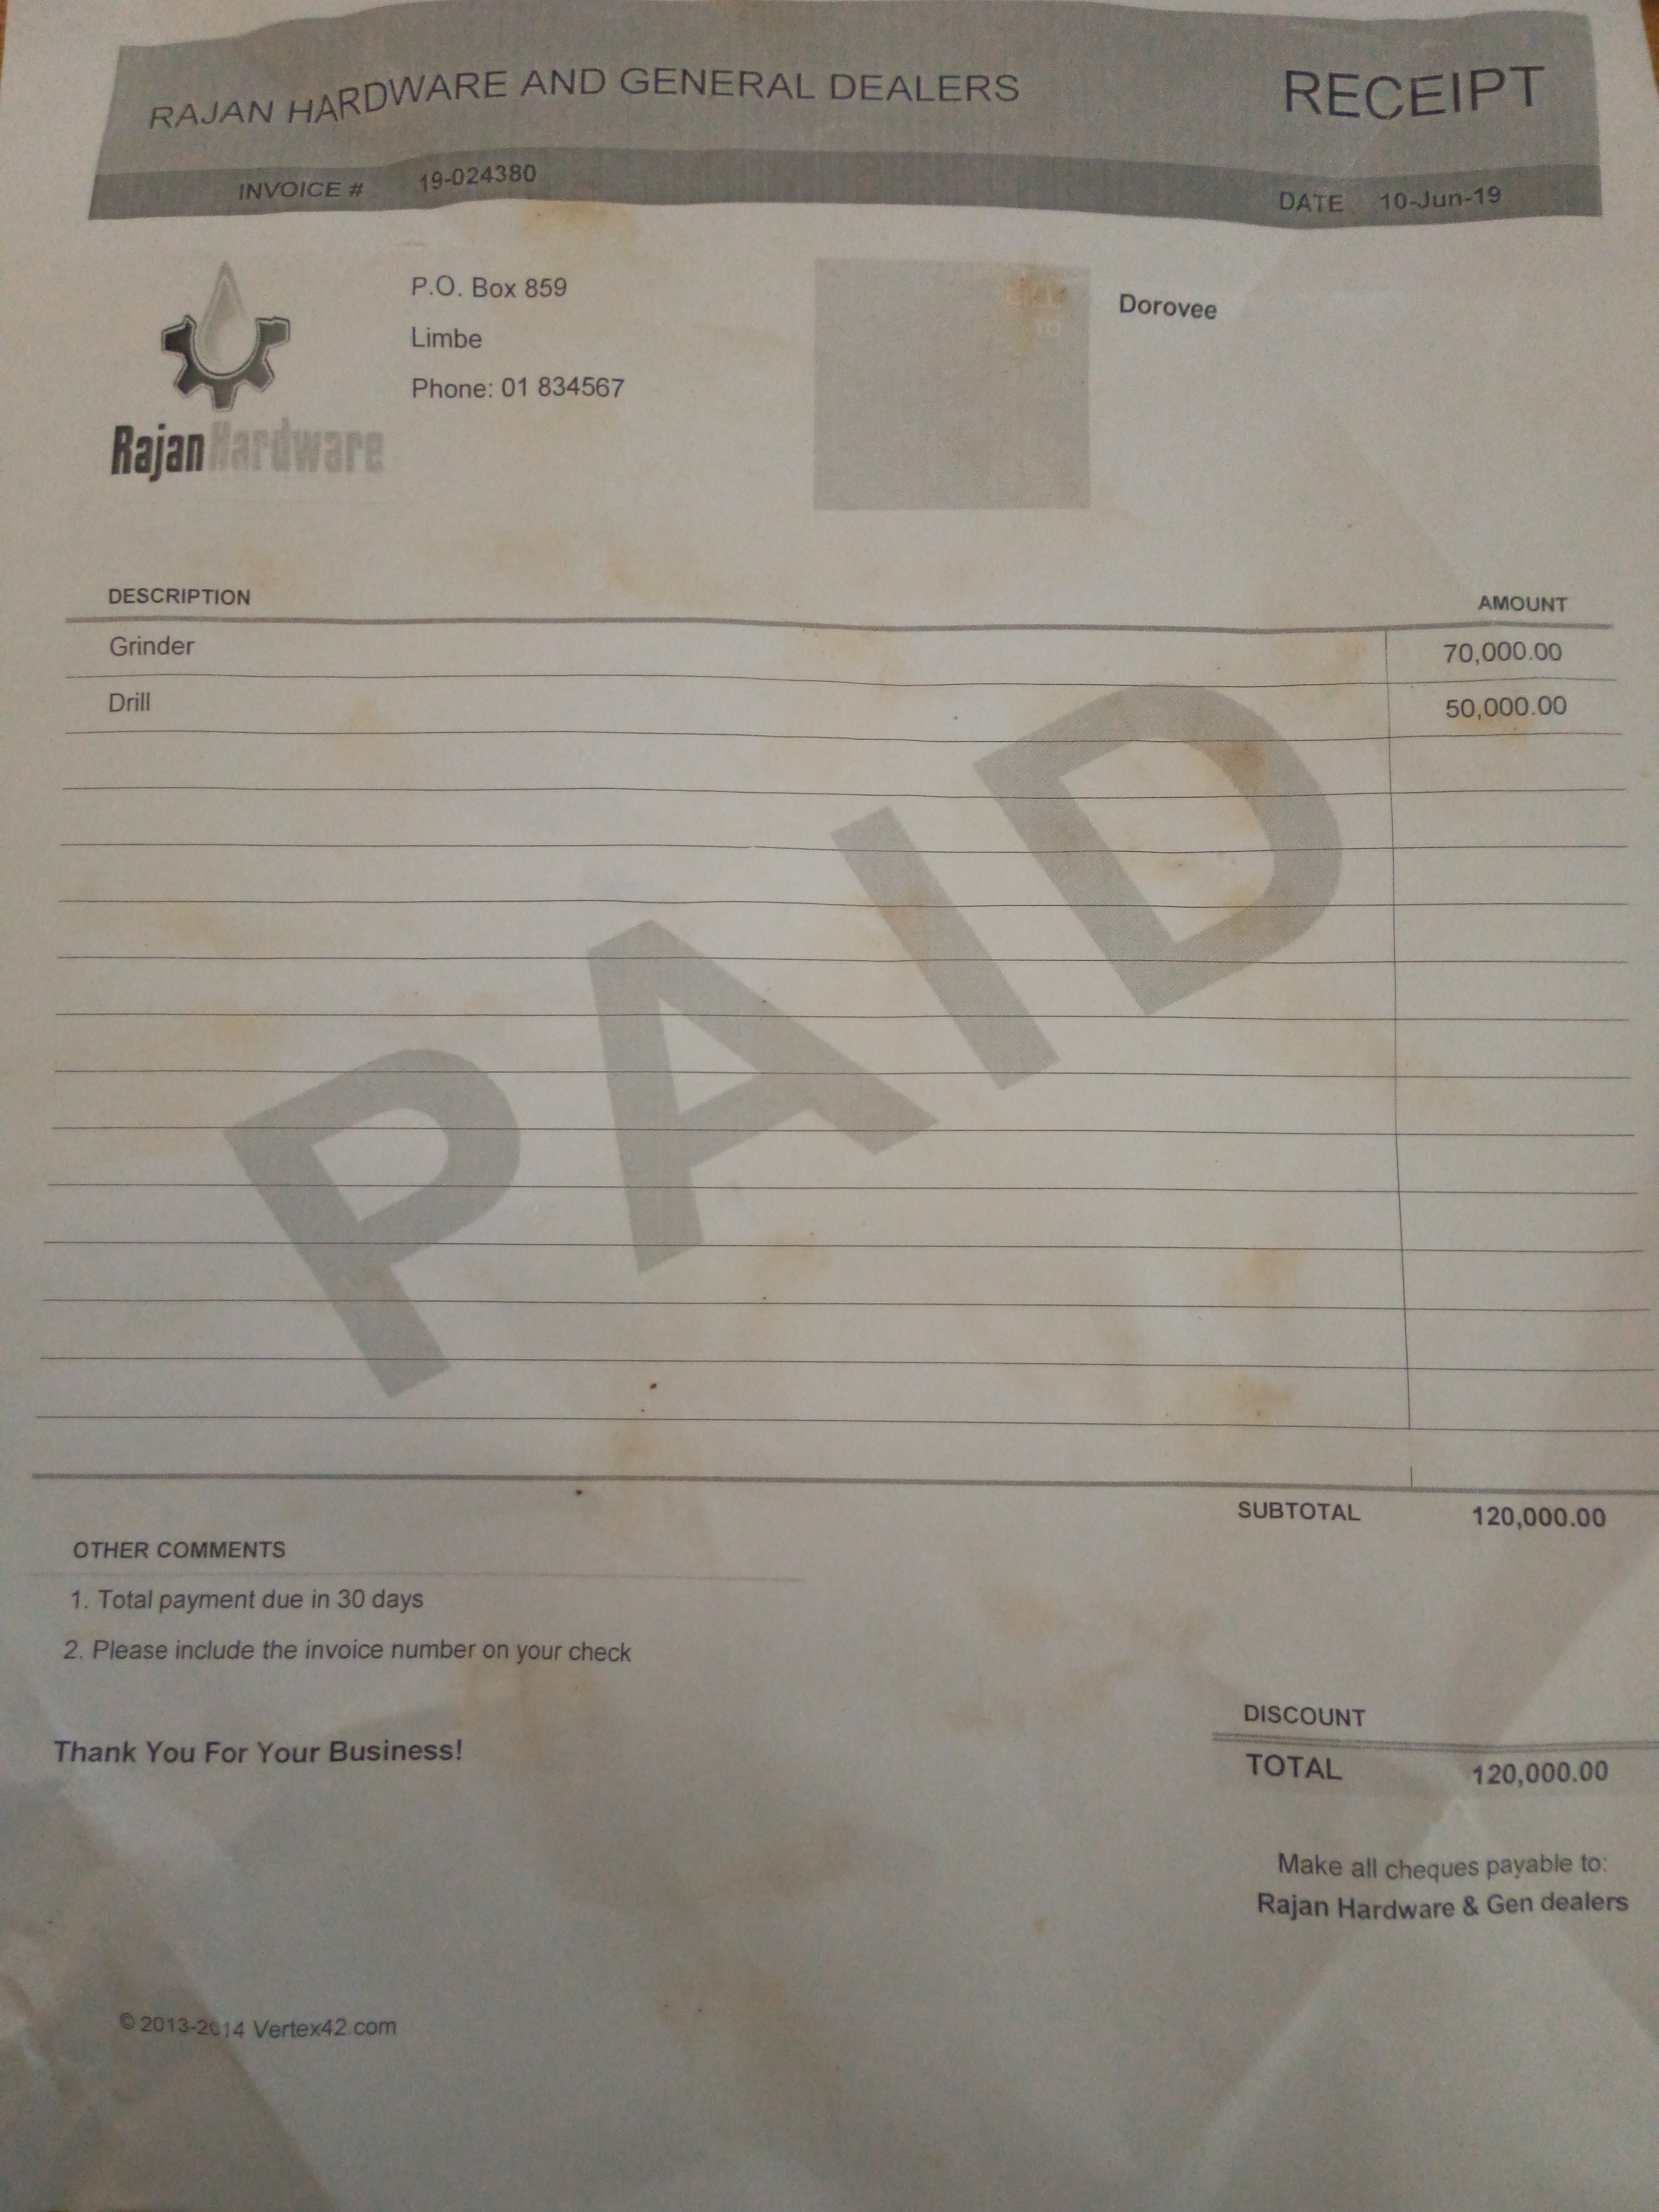 RAJAN HARDWARE AND GENERAL DEALERS
RECEIPT
INVOICE # 19-024380
DATE 10-Jun-19
Rajan Hardware
P.O. Box 859
Limbe
Phone: 01 834567
Dorovee
DESCRIPTION AMOUNT
Grinder 70,000.00
Drill 50,000.00
PAID
SUBTOTAL 120,000.00
OTHER COMMENTS
1. Total payment due in 30 days
2. Please include the invoice number on your check
DISCOUNT
Thank You For Your Business!
TOTAL 120,000.00
Make all cheques payable to:
Rajan Hardware & Gen dealers
© 2013-2014 Vertex42.com